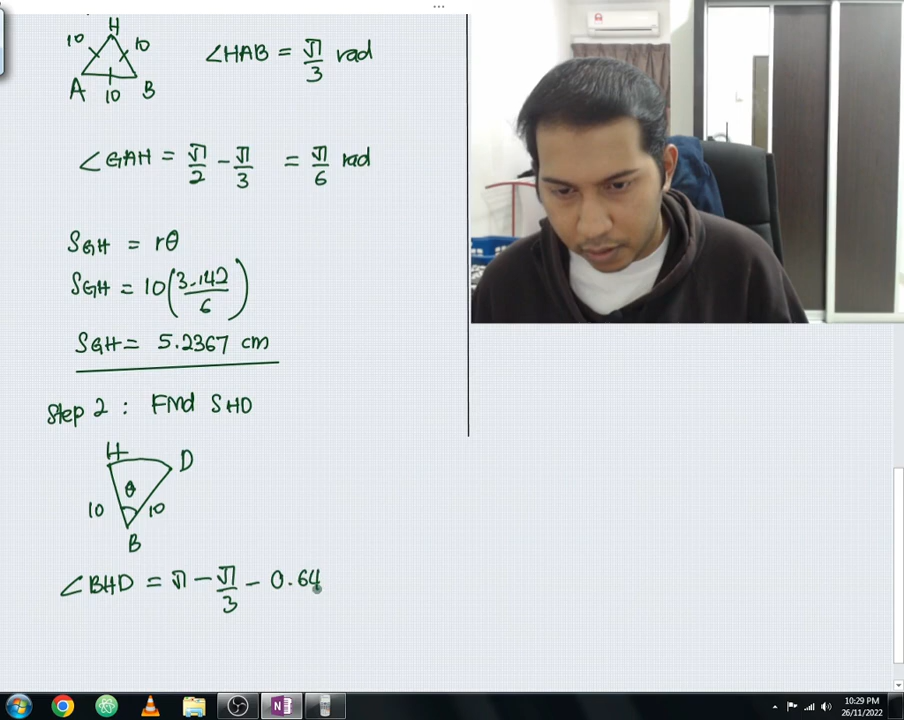 H
10 10
A 10 B
∠HAB = π/3 rad
∠GAH = π/2 - π/3 = π/6 rad
SGH = rθ
SGH = 10(3.142/6)
SGH = 5.2367 cm
Step 2 : Find SHD
H
D
θ
10 10
B
∠BHD = π - π/3 - 0.64
10:29 PM
26/11/2022